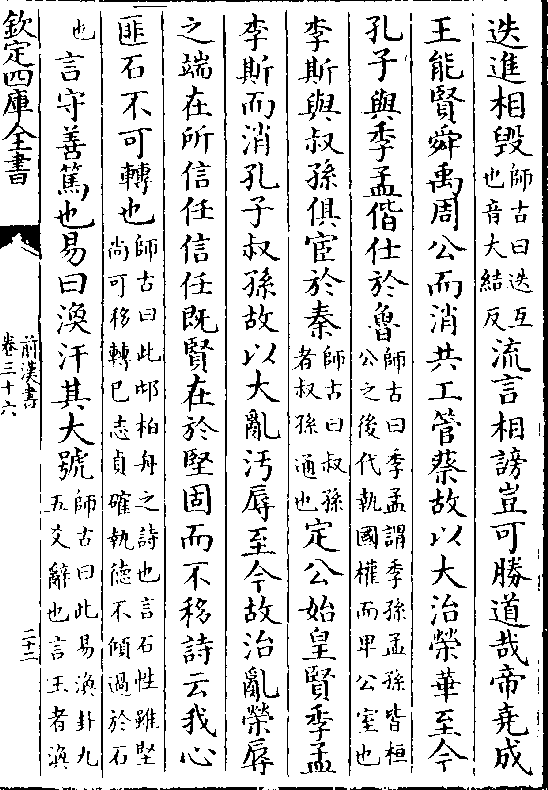 迭進相毀師古曰迭互也音大結反流言相謗豈可勝道哉帝堯成
王能賢舜禹周公而消共工管蔡故以大治榮華至今
孔子與季孟偕仕於魯師古曰季孟謂季孫孟孫皆桓公之後代執國權而卑公室也
李斯與叔孫俱宦於秦師古曰叔孫者叔孫通也定公始皇賢季孟
李斯而消孔子叔孫故以大亂汚辱至今故治亂榮辱
之端在所信任信任既賢在於堅固而不移詩云我心
匪石不可轉也師古曰此邶柏舟之詩也言石性雖堅尚可移轉已志貞確執德不傾過於石
也言守善篤也易曰渙汗其大號師古曰此易渙卦九五爻辭也言王者渙
欽定四庫全書
前漢書
卷三十六
二十二